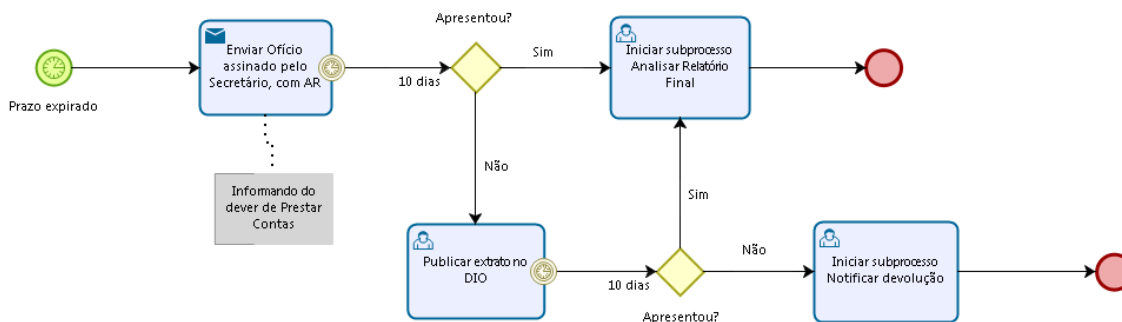 Prazo expirado
Enviar Ofício
assinado pelo
Secretário, com AR
10 dias
Informando do
dever de Prestar
Contas
Apresentou?
Sim
Não
Iniciar subprocesso
Analisar Relatório
Final
Publicar extrato no
DIO
10 dias
Apresentou?
Sim
Não
Iniciar subprocesso
Notificar devolução